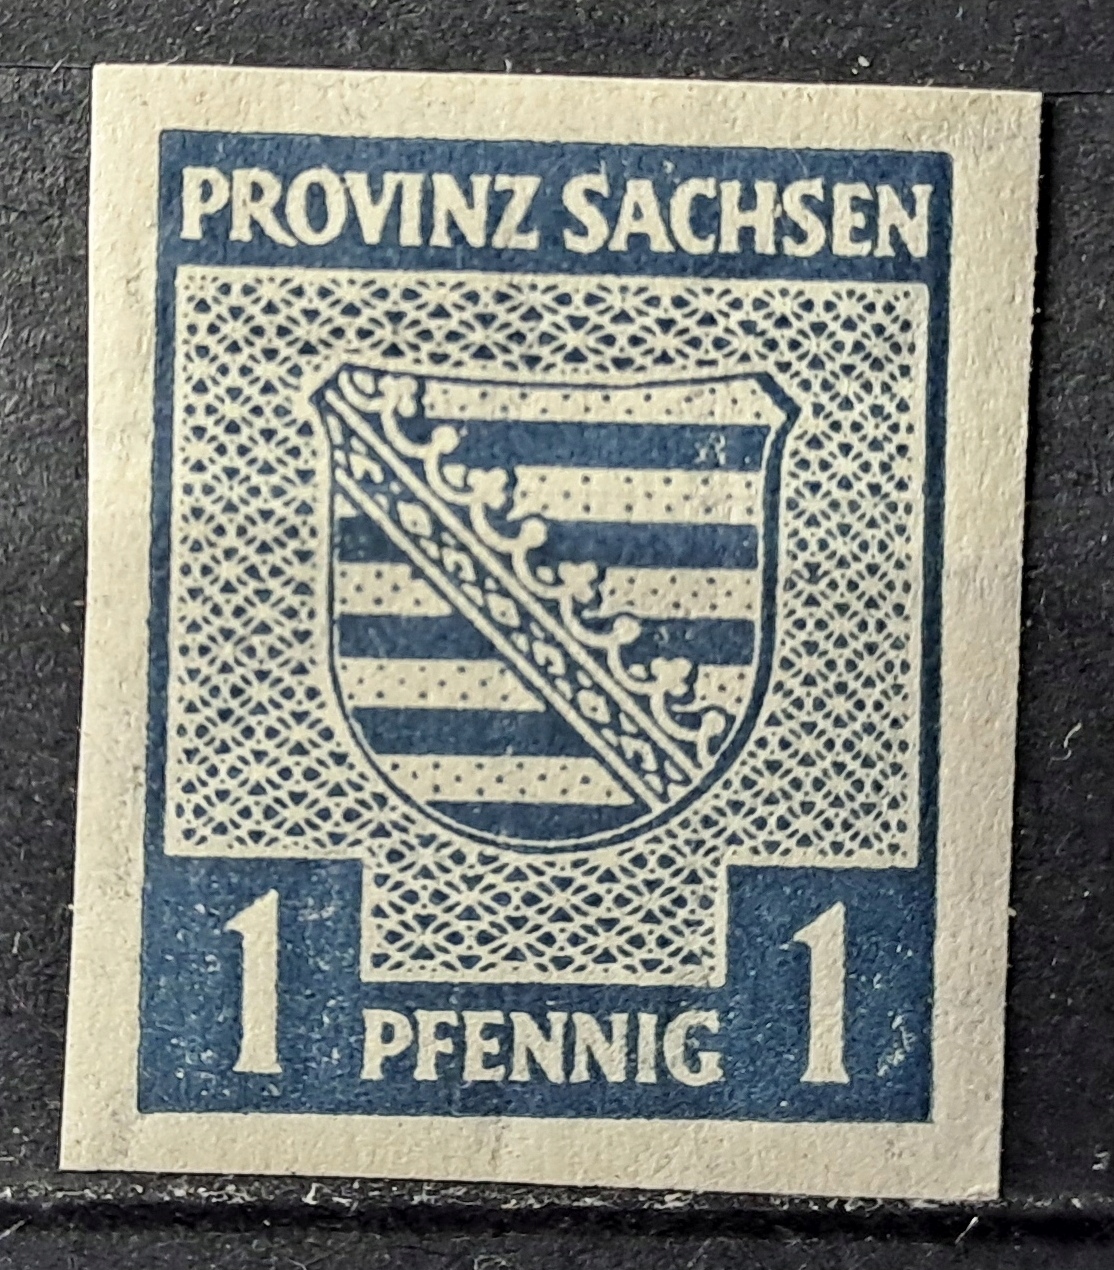 PROVINZ SACHSEN
1 1
PFENNIG